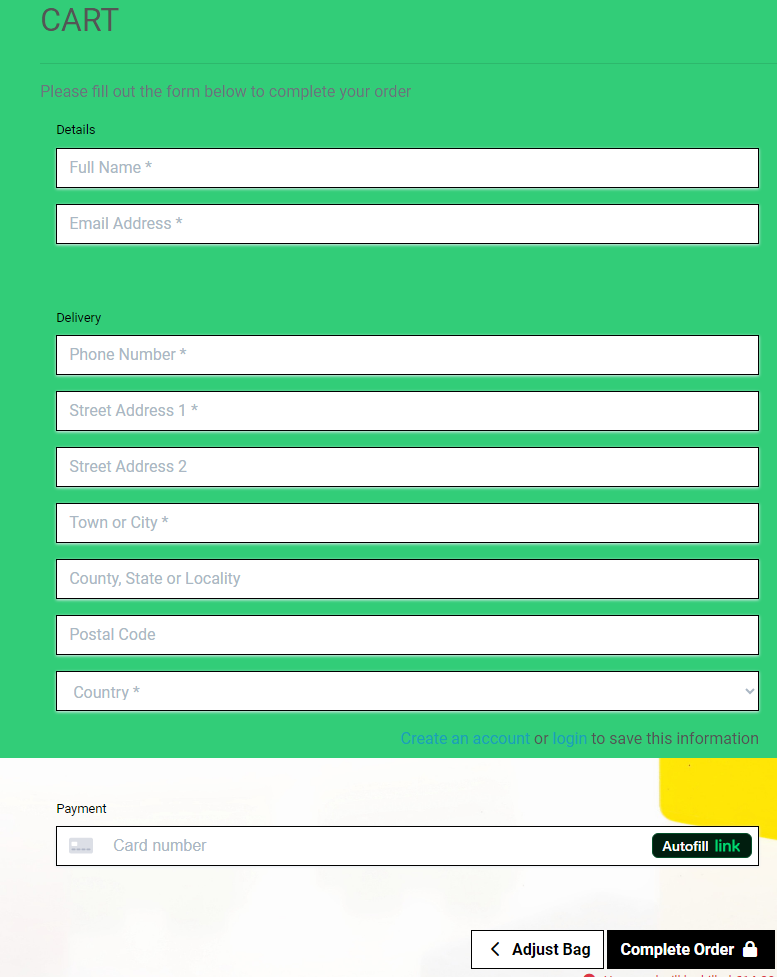 CART
Please fill out the form below to complete your order
Details
Full Name *
Email Address *
Delivery
Phone Number *
Street Address 1 *
Street Address 2
Town or City *
County, State or Locality
Postal Code
Country *
Create an account or login to save this information
Payment
Card number
Autofill link
Adjust Bag
Complete Order